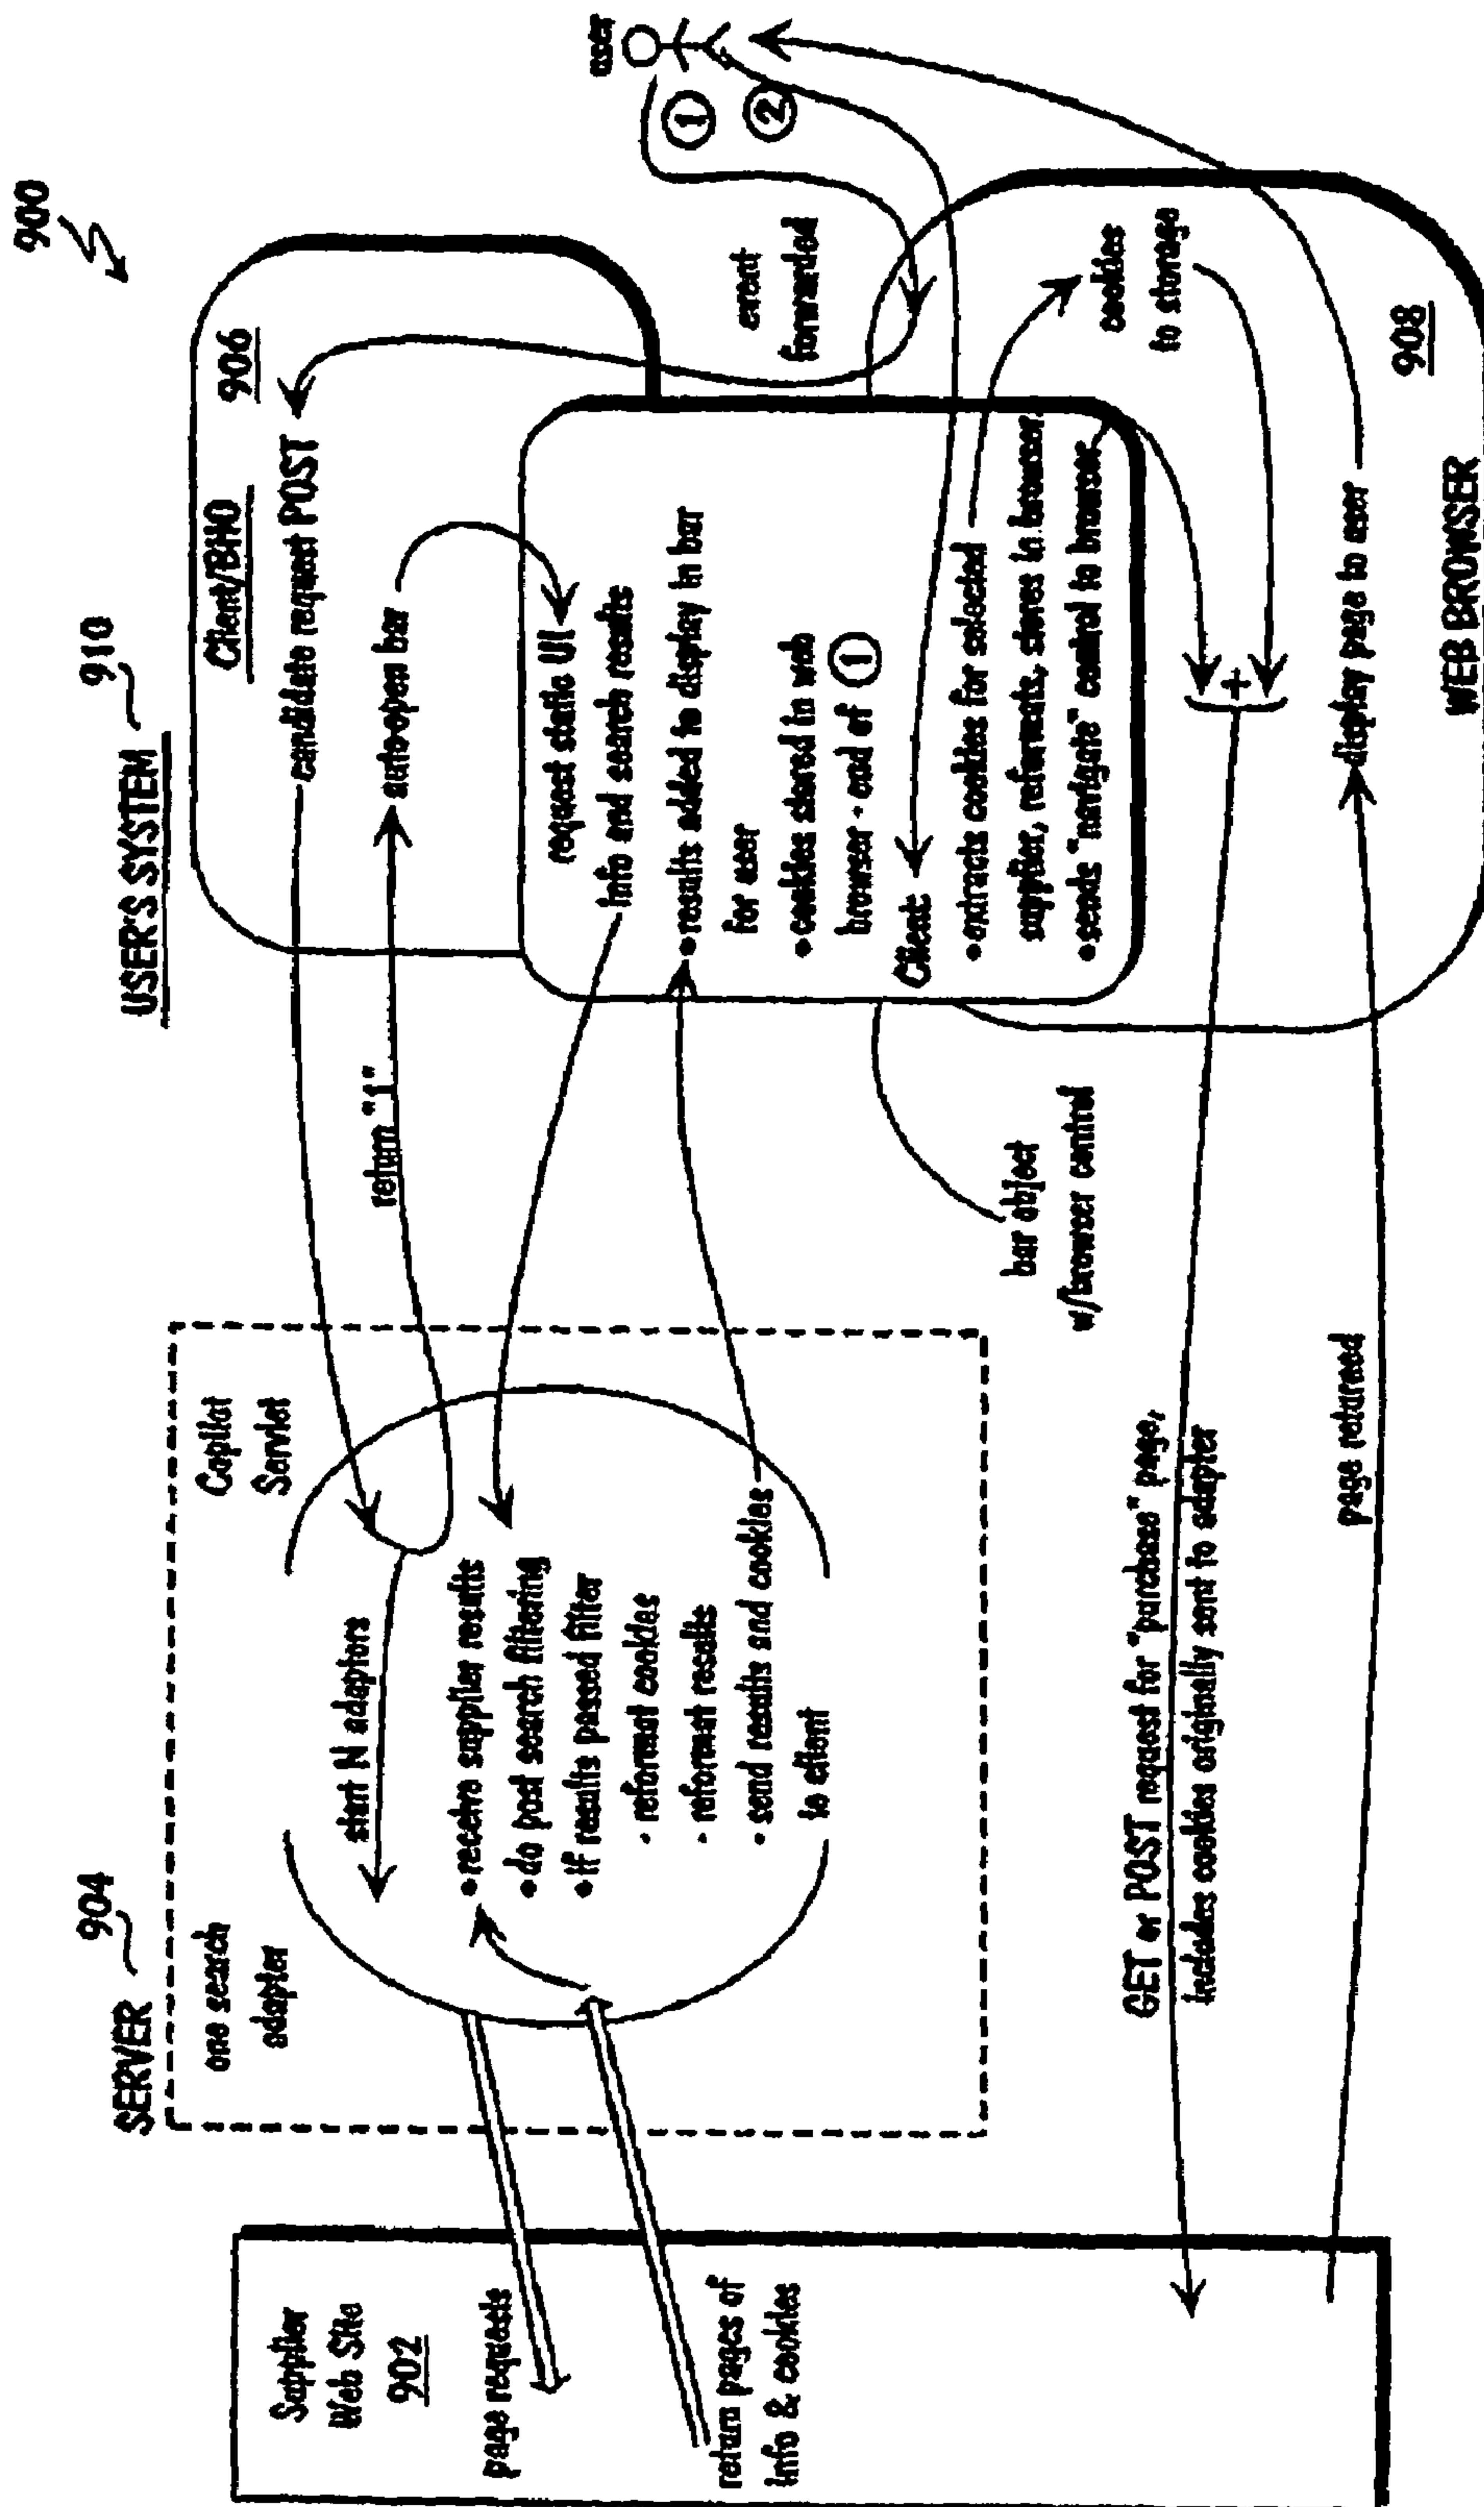 900
SERVER 904
one search
adapter
Copilot
Servlet
start N adaptors
• receive supplier results
• do post search filtering
• if results passed filter
· reformat cookies
· reformat results
· send results and cookies
to client
Supplier
Web Site
902
page requests
return pages of
info & cookies
return "1"
USER'S SYSTEM 910
Client/BHO 906
candidate request POST
autoopen bar
request static UI
info and search results
• results added to display in bar
for user
• cookies stored in web
browser - end of ①
Client
• extracts cookies for selected
supplier, reformats, stores to browser
• sends "navigate" control to browser
bar object
w/browser control
user
①
②
event
forwarded
cookies
to storage
+
GET or POST request for "purchase" page,
includes cookies originally sent to adapter
page returned
display page to user
908
WEB BROWSER